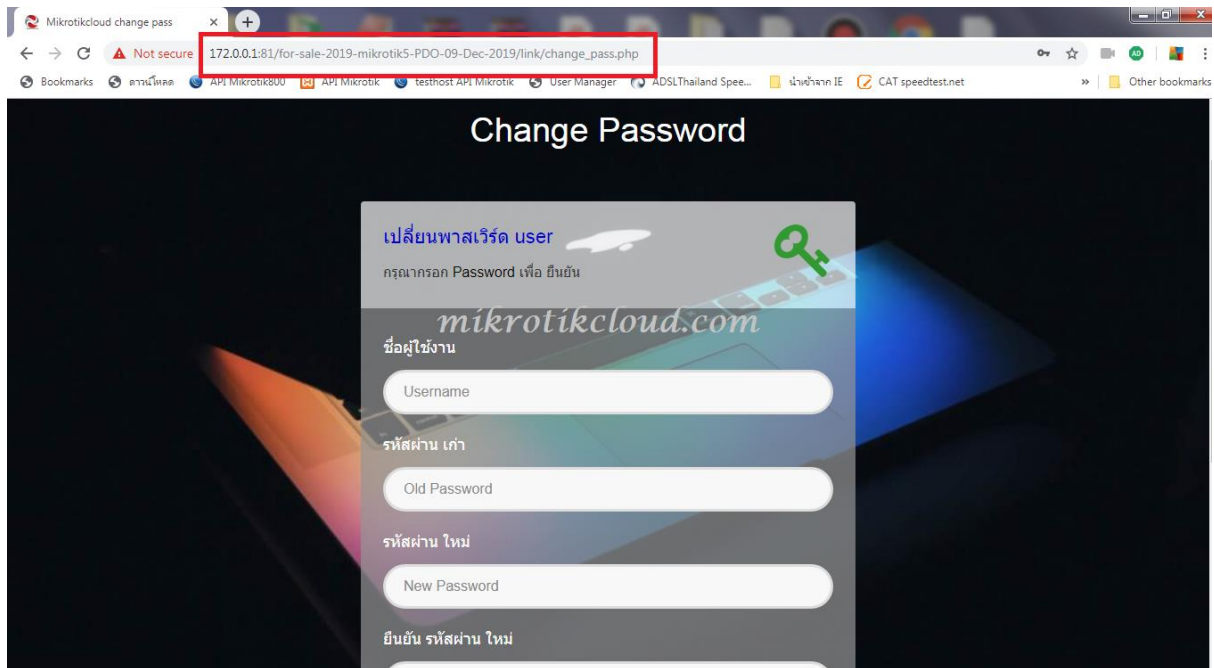 Mikrotikcloud change pass
Not secure
172.0.0.1:81/for-sale-2019-mikrotik5-PDO-09-Dec-2019/link/change_pass.php
Bookmarks ดาวน์โหลด API Mikrotik800 API Mikrotik testhost API Mikrotik User Manager ADSLThailand Spee... นำเข้าจาก IE CAT speedtest.net » Other bookmarks
Change Password
เปลี่ยนพาสเวิร์ด user
กรุณากรอก Password เพื่อ ยืนยัน
mikrotikcloud.com
ชื่อผู้ใช้งาน
Username
รหัสผ่าน เก่า
Old Password
รหัสผ่าน ใหม่
New Password
ยืนยัน รหัสผ่าน ใหม่